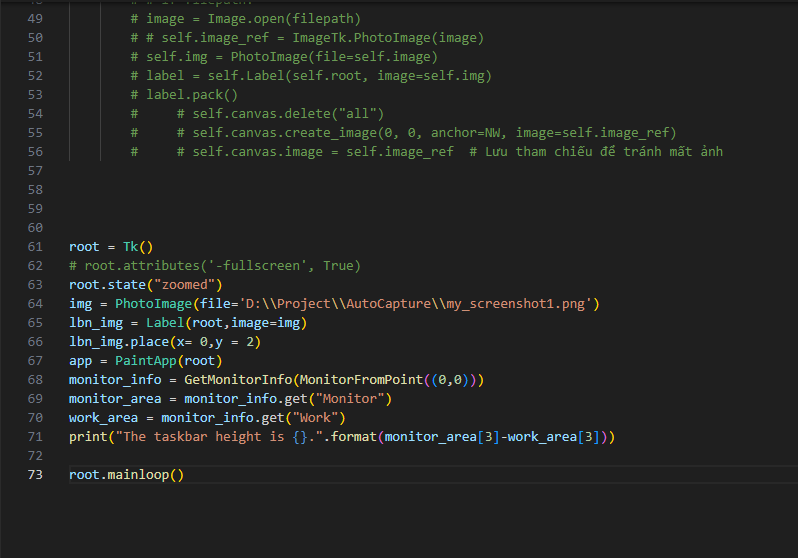 49 # image = Image.open(filepath)
50 # # self.image_ref = ImageTk.PhotoImage(image)
51 # self.img = PhotoImage(file=self.image)
52 # label = self.Label(self.root, image=self.img)
53 # label.pack()
54 #     # self.canvas.delete("all")
55 #     # self.canvas.create_image(0, 0, anchor=NW, image=self.image_ref)
56 #     # self.canvas.image = self.image_ref  # Lưu tham chiếu để tránh mất ảnh
57
58
59
60
61 root = Tk()
62 # root.attributes('-fullscreen', True)
63 root.state("zoomed")
64 img = PhotoImage(file='D:\\Project\\AutoCapture\\my_screenshot1.png')
65 lbn_img = Label(root,image=img)
66 lbn_img.place(x= 0,y = 2)
67 app = PaintApp(root)
68 monitor_info = GetMonitorInfo(MonitorFromPoint((0,0)))
69 monitor_area = monitor_info.get("Monitor")
70 work_area = monitor_info.get("Work")
71 print("The taskbar height is {}.".format(monitor_area[3]-work_area[3]))
72
73 root.mainloop()